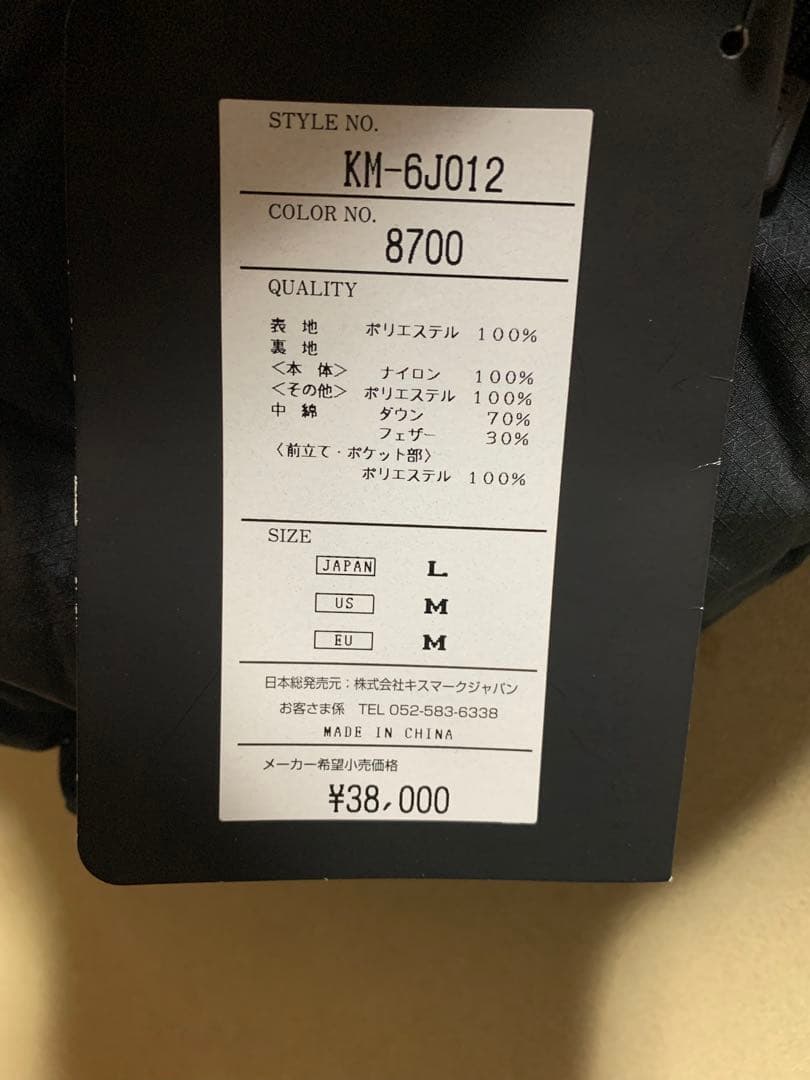 STYLE NO.
KM-6J012
COLOR NO.
8700
QUALITY
表 地 ポリエステル 100%
裏 地
<本 体> ナイロン 100%
<その他> ポリエステル 100%
中 綿 ダウン 70%
フェザー 30%
〈前立て・ポケット部〉
ポリエステル 100%
SIZE
JAPAN L
US M
EU M
日本総発売元：株式会社キスマークジャパン
お客さま係 TEL 052-583-6338
MADE IN CHINA
メーカー希望小売価格
¥38,000